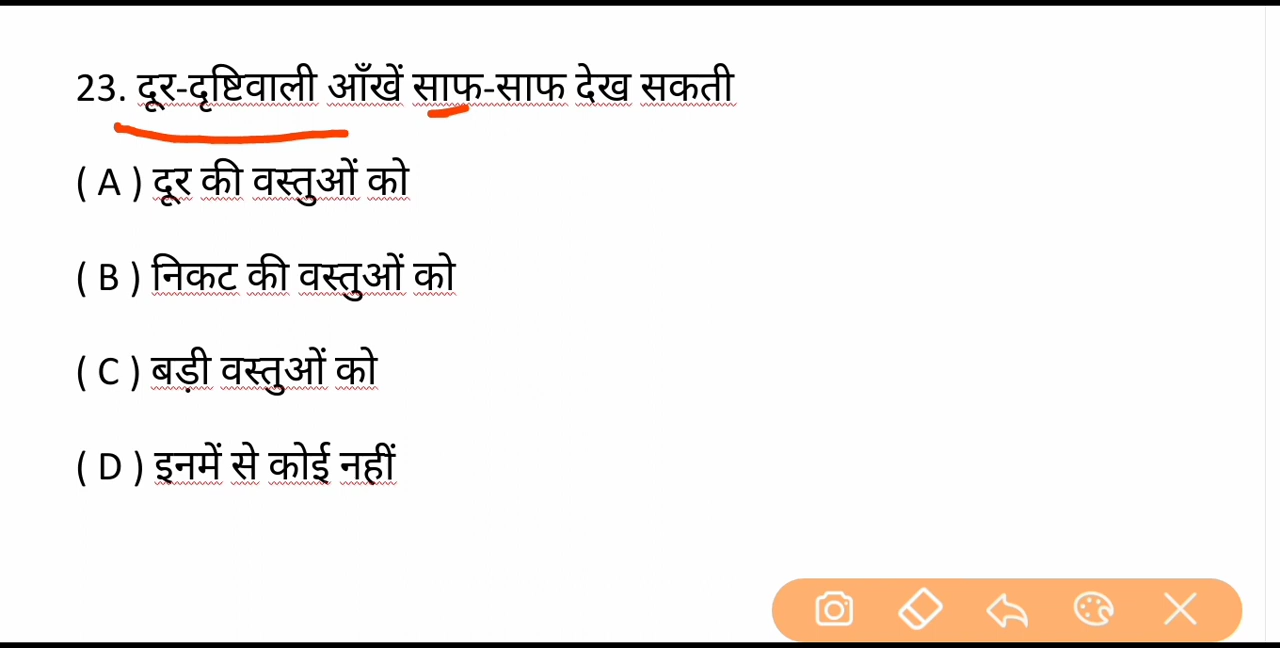 23. दूर-दृष्टिवाली आँखें साफ-साफ देख सकती
( A ) दूर की वस्तुओं को
( B ) निकट की वस्तुओं को
( C ) बड़ी वस्तुओं को
( D ) इनमें से कोई नहीं